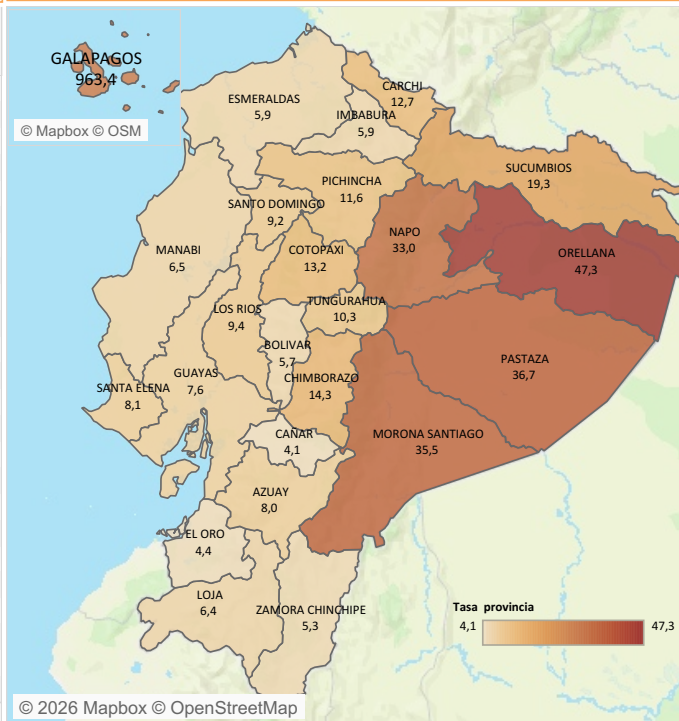 GALAPAGOS
963,4
© Mapbox © OSM
ESMERALDAS
5,9
CARCHI
12,7
IMBABURA
5,9
SUCUMBIOS
19,3
PICHINCHA
11,6
SANTO DOMINGO
9,2
NAPO
33,0
ORELLANA
47,3
MANABI
6,5
COTOPAXI
13,2
LOS RIOS
9,4
TUNGURAHUA
10,3
BOLIVAR
5,7
GUAYAS
7,6
SANTA ELENA
8,1
CHIMBORAZO
14,3
PASTAZA
36,7
CAÑAR
4,1
MORONA SANTIAGO
35,5
AZUAY
8,0
EL ORO
4,4
LOJA
6,4
ZAMORA CHINCHIPE
5,3
Tasa provincia
4,1 47,3
© 2026 Mapbox © OpenStreetMap